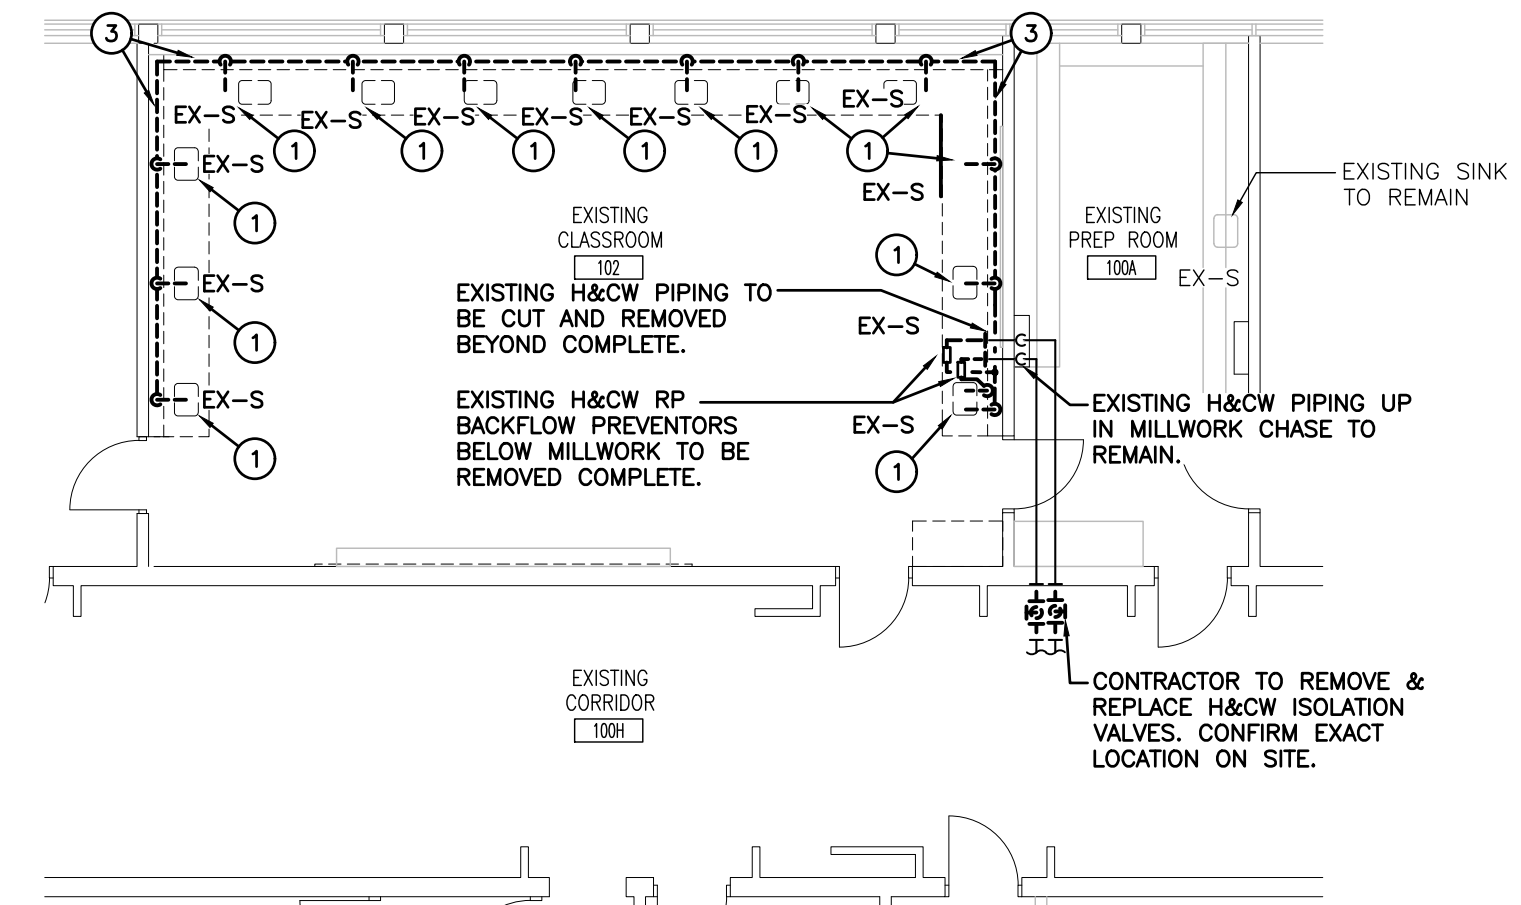 3
3
EX-S
EX-S
EX-S
EX-S
EX-S
EX-S
EX-S
1
1
1
1
1
1
EX-S
EX-S
1
EXISTING SINK
TO REMAIN
EXISTING
CLASSROOM
102
EXISTING
PREP ROOM
100A
1
EX-S
EX-S
1
EXISTING H&CW PIPING TO
BE CUT AND REMOVED
BEYOND COMPLETE.
EX-S
EX-S
1
EXISTING H&CW RP
BACKFLOW PREVENTORS
BELOW MILLWORK TO BE
REMOVED COMPLETE.
EX-S
1
EXISTING H&CW PIPING UP
IN MILLWORK CHASE TO
REMAIN.
EXISTING
CORRIDOR
100H
CONTRACTOR TO REMOVE &
REPLACE H&CW ISOLATION
VALVES. CONFIRM EXACT
LOCATION ON SITE.